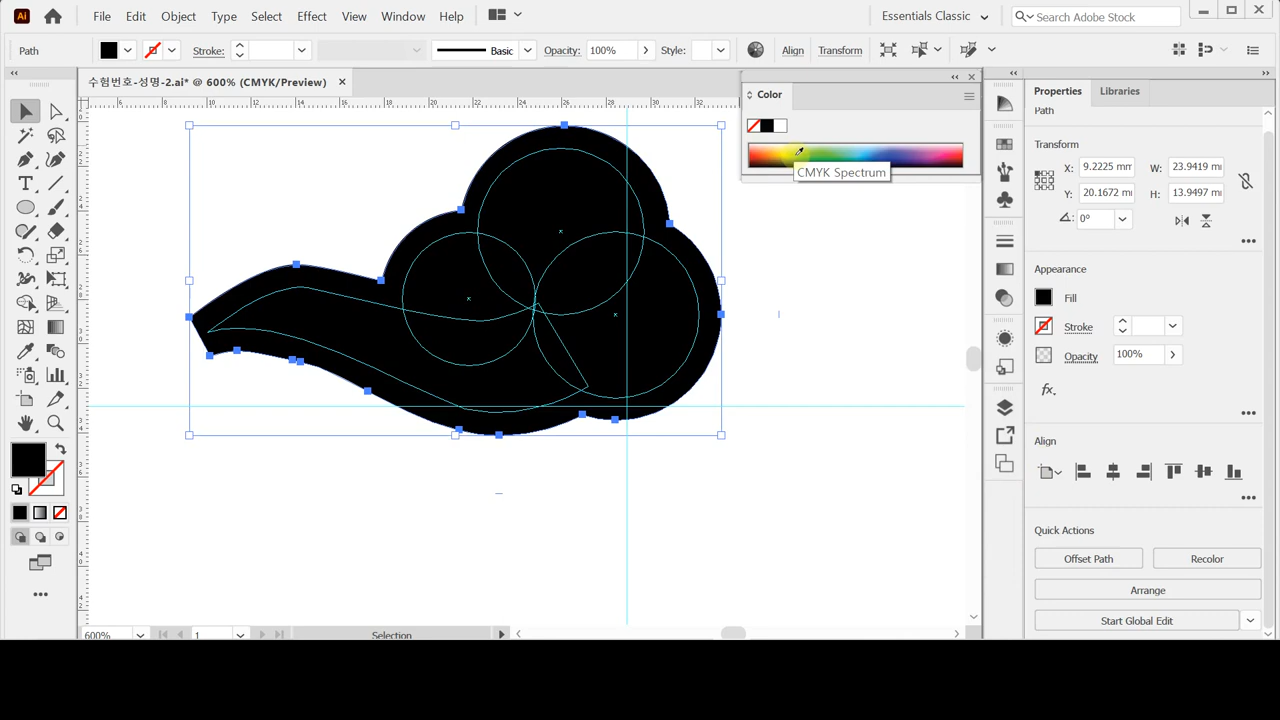 Ai File Edit Object Type Select Effect View Window Help Essentials Classic Search Adobe Stock
Path Stroke: Basic Opacity: 100% Style: Align Transform
수험번호-성명-2.ai* @ 600% (CMYK/Preview)
Color
CMYK Spectrum
Properties Libraries
Path
Transform
X: 9.2225 mm W: 23.9419 m
Y: 20.1672 m H: 13.9497 m
0°
Appearance
Fill
Stroke
Opacity 100%
fx.
Align
Quick Actions
Offset Path Recolor
Arrange
Start Global Edit
600% 1 Selection